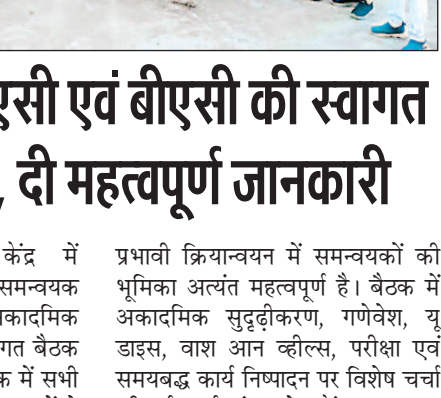 एसी एवं बीएसी की स्वागत
, दी महत्वपूर्ण जानकारी
केंद्र में
समन्वयक
अकादमिक
गत बैठक
क में सभी
प्रभावी क्रियान्वयन में समन्वयकों की
भूमिका अत्यंत महत्वपूर्ण है। बैठक में
अकादमिक सुदृढ़ीकरण, गणेवेश, यू
डाइस, वाश आन व्हील्स, परीक्षा एवं
समयबद्ध कार्य निष्पादन पर विशेष चर्चा